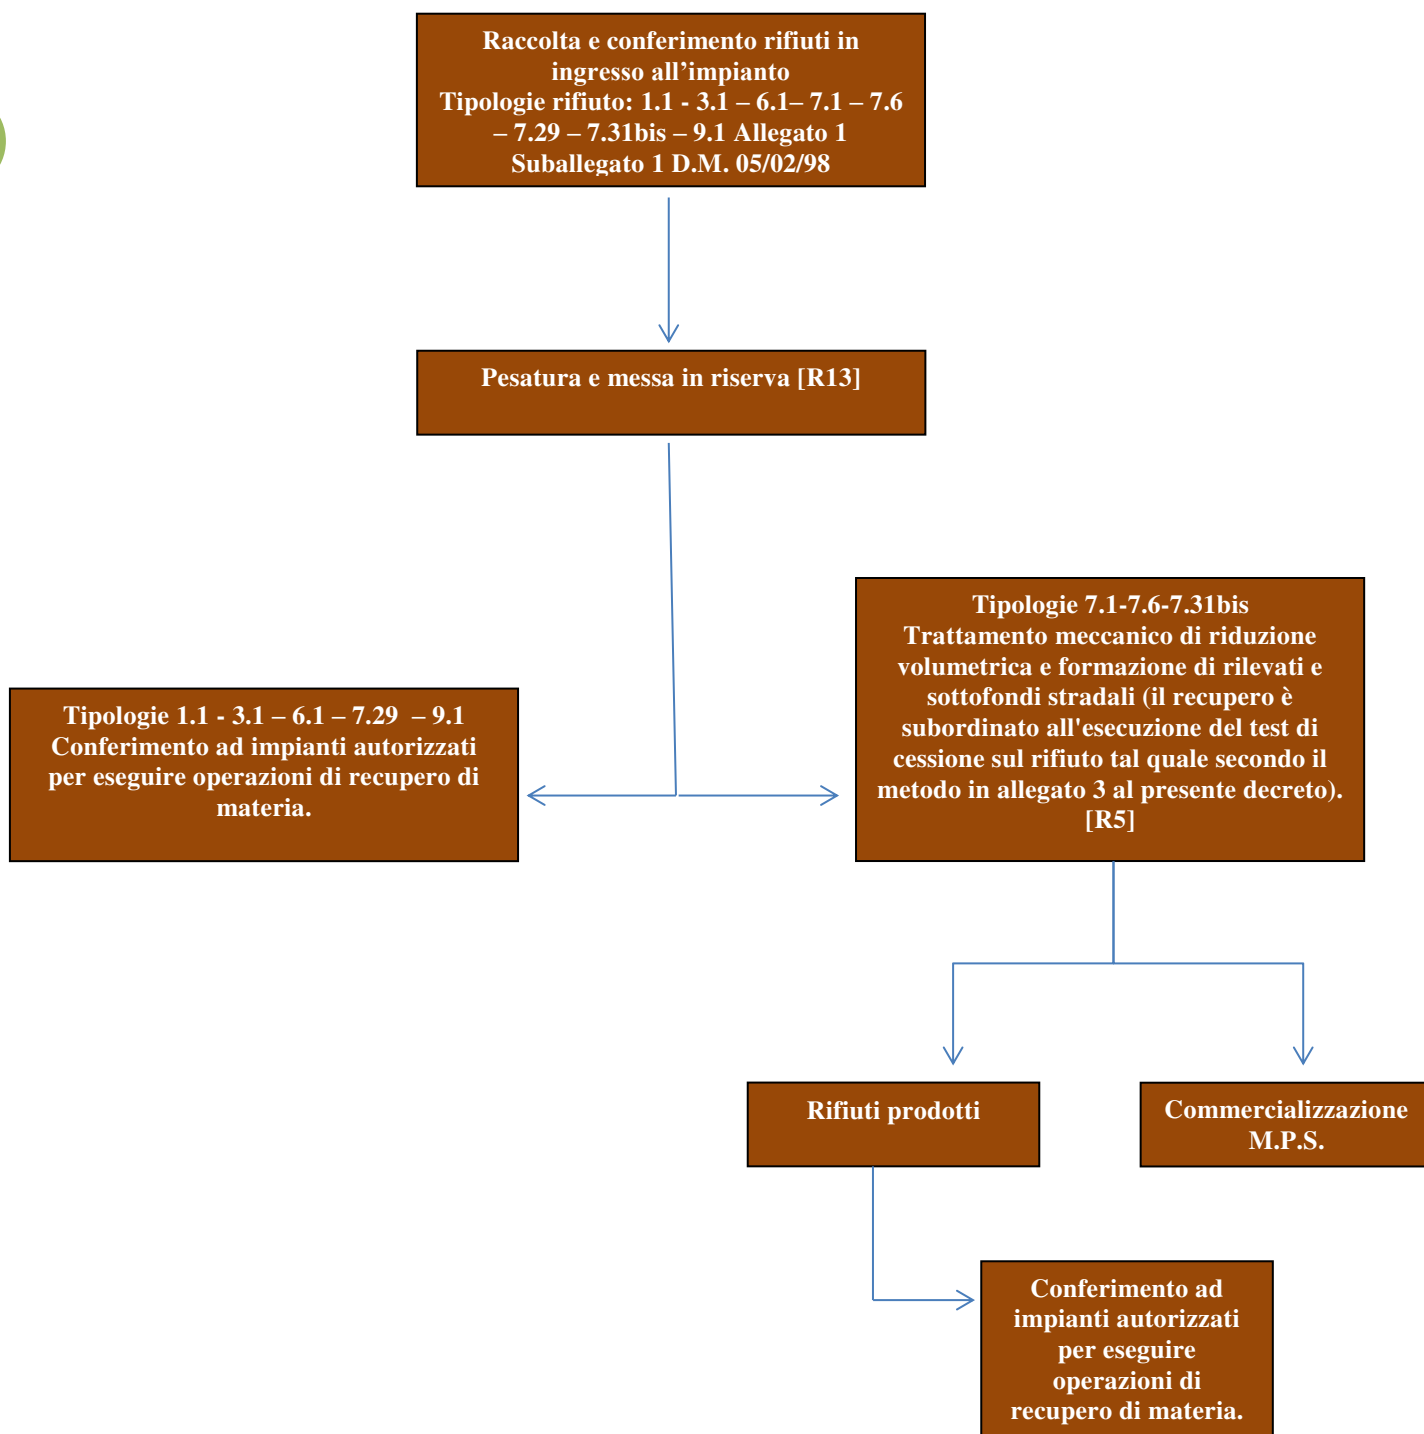 Raccolta e conferimento rifiuti in
ingresso all’impianto
Tipologie rifiuto: 1.1 - 3.1 – 6.1– 7.1 – 7.6
– 7.29 – 7.31bis – 9.1 Allegato 1
Suballegato 1 D.M. 05/02/98
Pesatura e messa in riserva [R13]
Tipologie 7.1-7.6-7.31bis
Trattamento meccanico di riduzione
volumetrica e formazione di rilevati e
sottofondi stradali (il recupero è
subordinato all'esecuzione del test di
cessione sul rifiuto tal quale secondo il
metodo in allegato 3 al presente decreto).
[R5]
Tipologie 1.1 - 3.1 – 6.1 – 7.29 – 9.1
Conferimento ad impianti autorizzati
per eseguire operazioni di recupero di
materia.
Rifiuti prodotti
Commercializzazione
M.P.S.
Conferimento ad
impianti autorizzati
per eseguire
operazioni di
recupero di materia.